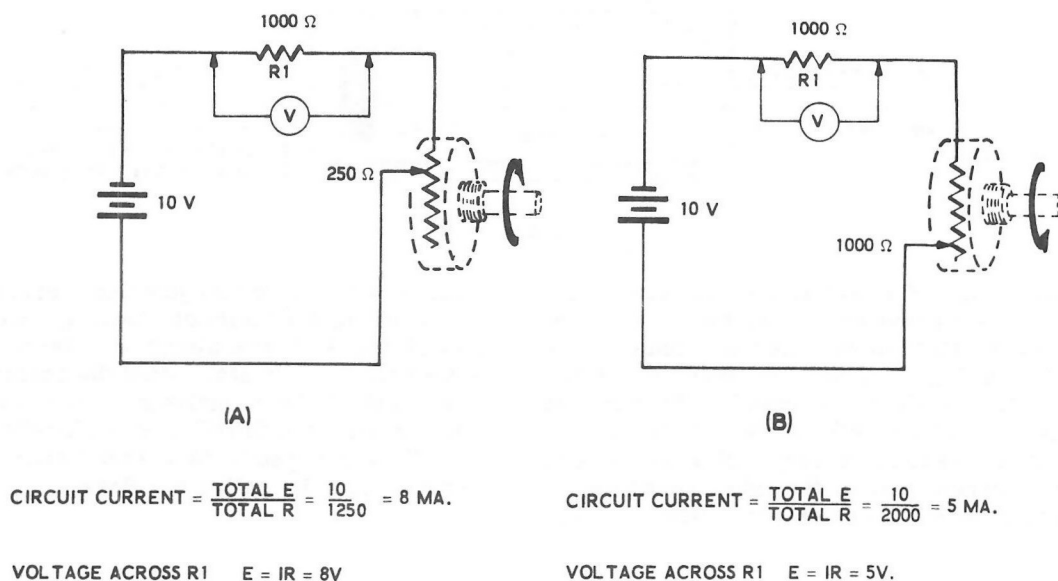 1000 Ω
R1
V
250 Ω
10 V
(A)
CIRCUIT CURRENT = TOTAL E / TOTAL R = 10 / 1250 = 8 MA.
VOLTAGE ACROSS R1 E = IR = 8V
1000 Ω
R1
V
10 V
1000 Ω
(B)
CIRCUIT CURRENT = TOTAL E / TOTAL R = 10 / 2000 = 5 MA.
VOLTAGE ACROSS R1 E = IR = 5V.